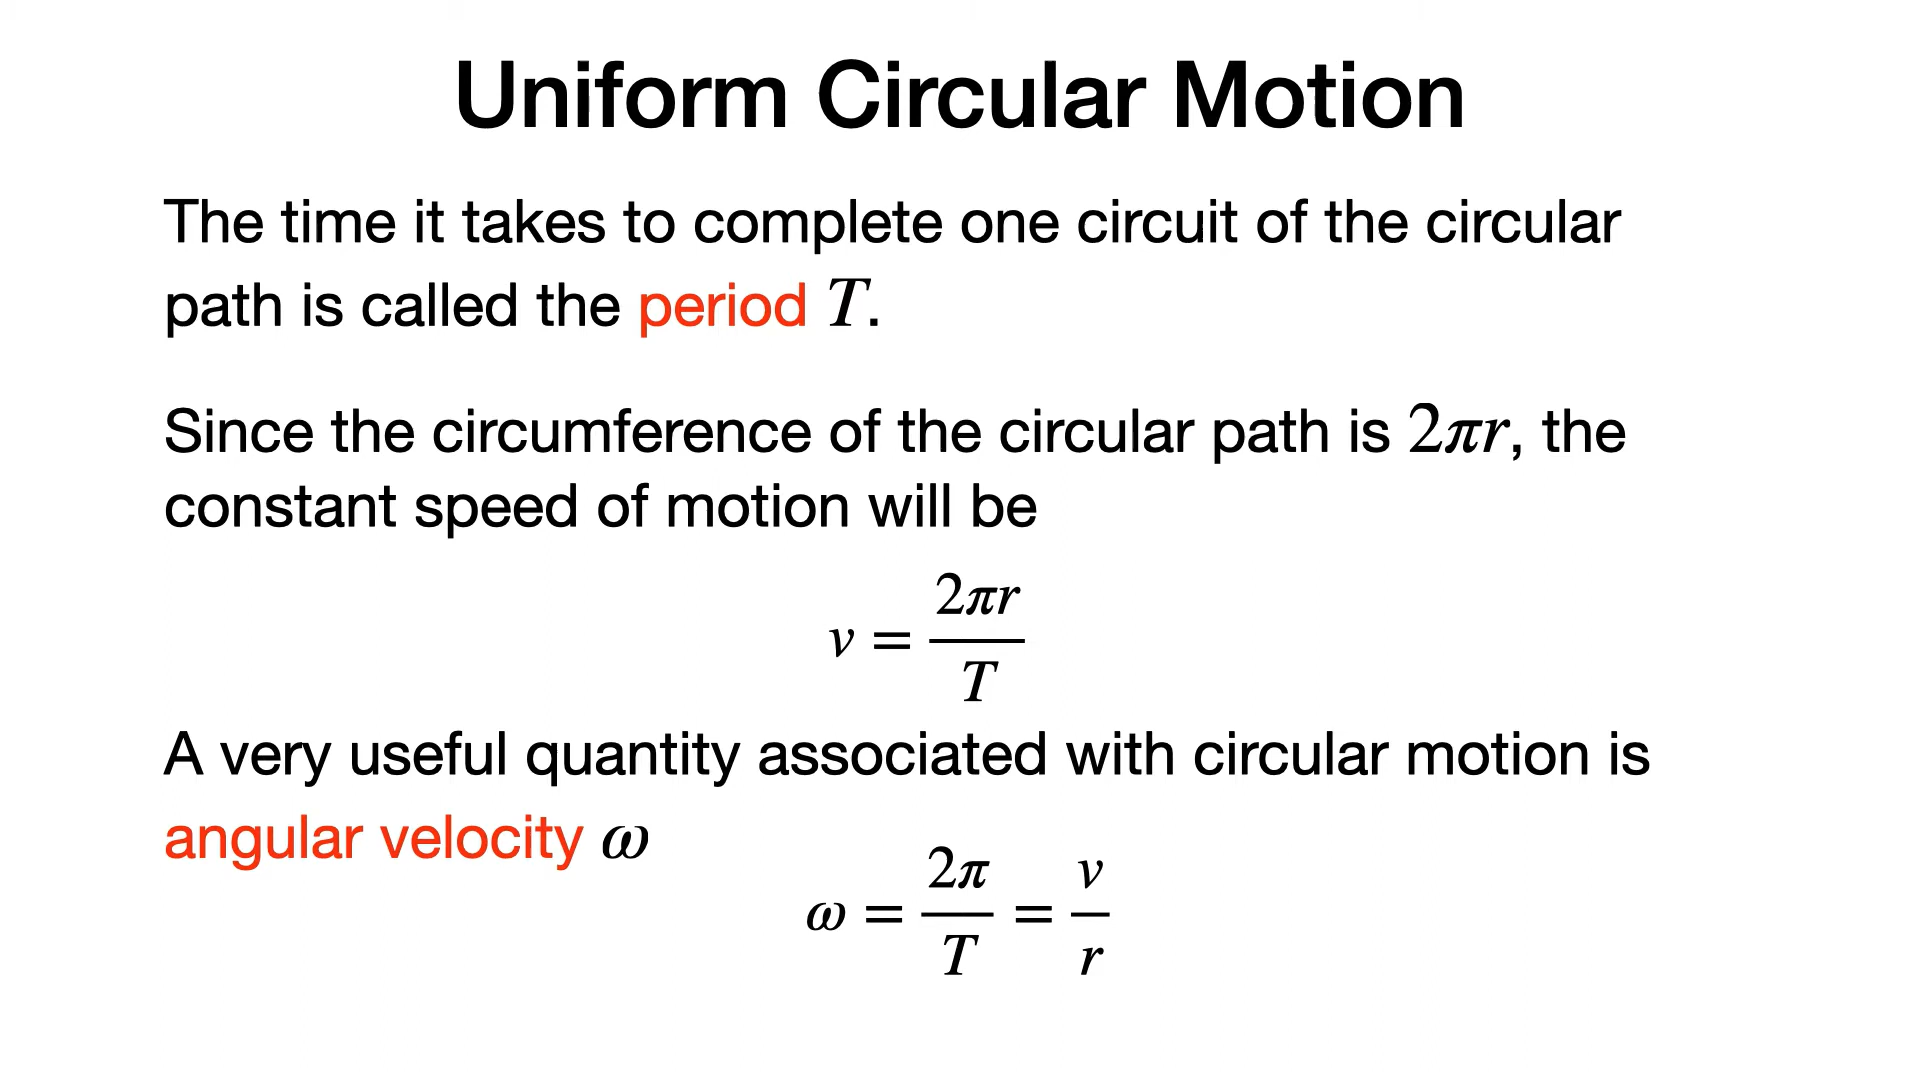 Uniform Circular Motion
The time it takes to complete one circuit of the circular
path is called the period T.
Since the circumference of the circular path is 2πr, the
constant speed of motion will be
v = 2πr / T
A very useful quantity associated with circular motion is
angular velocity ω
ω = 2π / T = v / r